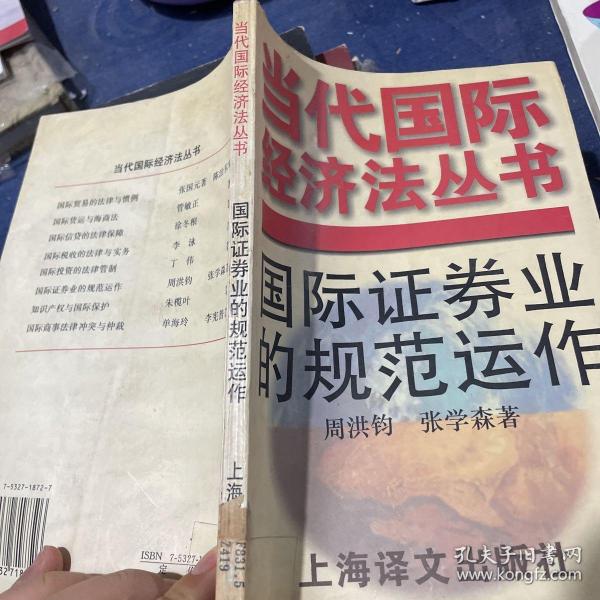 当代国际经济法丛书
国际贸易的法律与惯例 张国元著
国际货运与海商法 管敏正
国际信贷的法律保障 徐冬根
国际税收的法律与实务 李泳
国际投资的法律管制 丁伟
国际证券业的规范运作 周洪钧 张学森
知识产权与国际保护 朱榄叶
国际商事法律冲突与仲裁 单海玲
7-5327-1872-7
ISBN 7-5327-1
定
当代国际经济法丛书
国际证券业的规范运作
上海
F831.5
2419
当代国际
经济法丛书
国际证券业
的规范运作
周洪钧 张学森著
上海译文出版社
孔夫子旧书网
www.kongfz.com